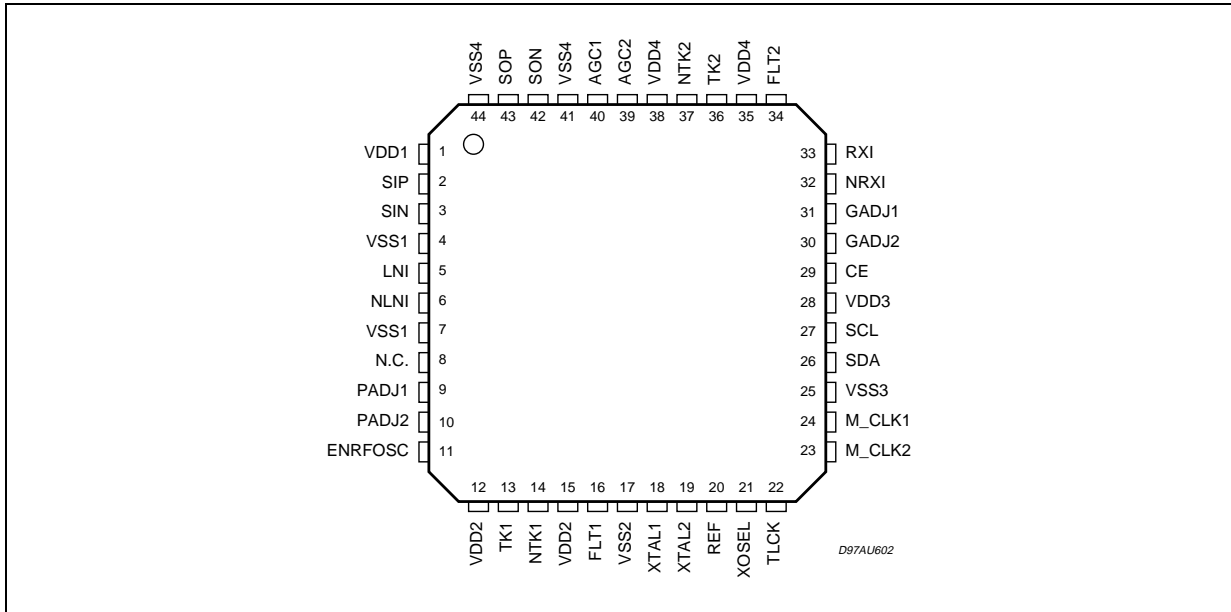 VSS4 SOP SON VSS4 AGC1 AGC2 VDD4 NTK2 TK2 VDD4 FLT2
44 43 42 41 40 39 38 37 36 35 34
VDD1 1 33 RXI
SIP 2 32 NRXI
SIN 3 31 GADJ1
VSS1 4 30 GADJ2
LNI 5 29 CE
NLNI 6 28 VDD3
VSS1 7 27 SCL
N.C. 8 26 SDA
PADJ1 9 25 VSS3
PADJ2 10 24 M_CLK1
ENRFOSC 11 23 M_CLK2
12 13 14 15 16 17 18 19 20 21 22
VDD2 TK1 NTK1 VDD2 FLT1 VSS2 XTAL1 XTAL2 REF XOSEL TLCK
D97AU602